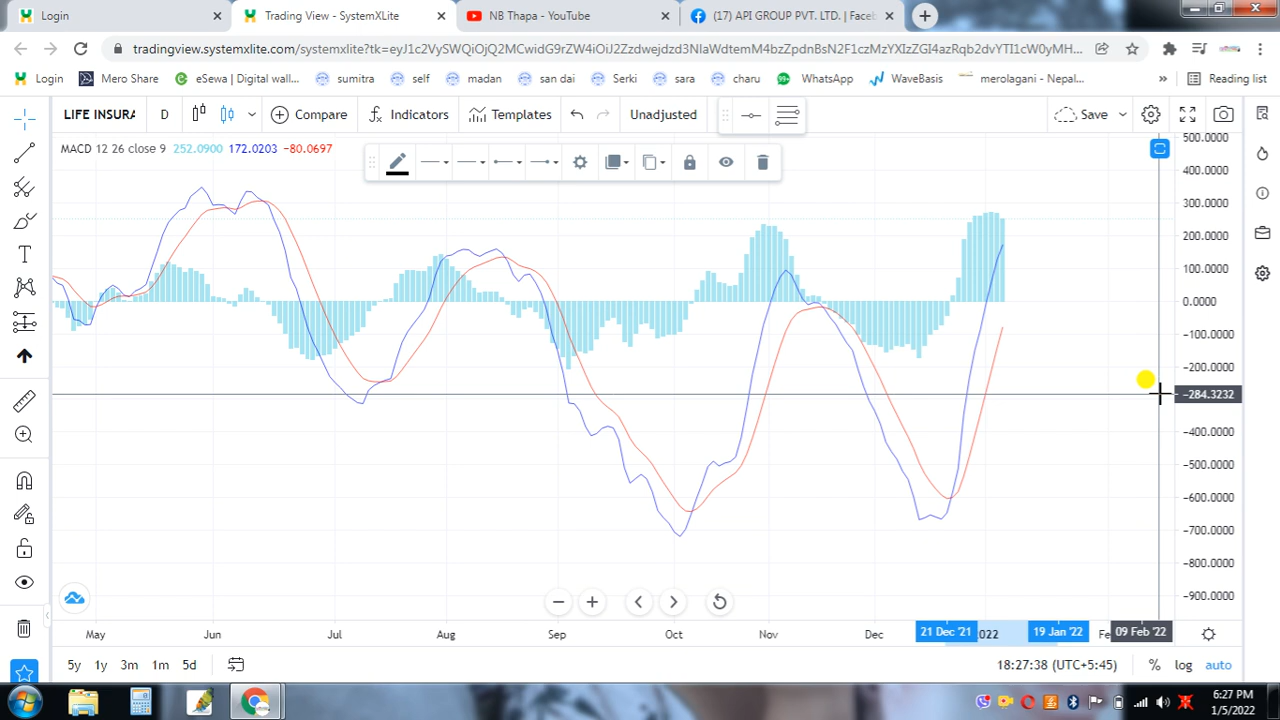 Login
Trading View - SystemXLite
NB Thapa - YouTube
(17) API GROUP PVT. LTD. | Faceb
tradingview.systemxlite.com/systemxlite?tk=
Login
Mero Share
eSewa | Digital wall...
sumitra
self
madan
san dai
Serki
sara
charu
WhatsApp
WaveBasis
merolagani - Nepal...
»
Reading list
LIFE INSURA
D
Compare
Indicators
Templates
Unadjusted
Save
MACD 12 26 close 9 252.0900 172.0203 −80.0697
500.0000
400.0000
300.0000
200.0000
100.0000
0.0000
−100.0000
−200.0000
−284.3232
−400.0000
−500.0000
−600.0000
−700.0000
−800.0000
−900.0000
May
Jun
Jul
Aug
Sep
Oct
Nov
Dec
21 Dec '21
022
19 Jan '22
Fe
09 Feb '22
5y
1y
3m
1m
5d
18:27:38 (UTC+5:45)
%
log
auto
6:27 PM
1/5/2022